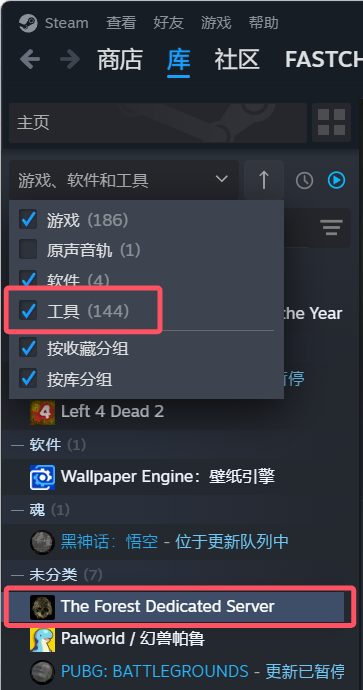 Steam 查看 好友 游戏 帮助
商店 库 社区 FASTCH
主页
游戏、软件和工具
游戏 (186)
原声音轨 (1)
软件 (4)
工具 (144)
the Year
按收藏分组
按库分组
暂停
Left 4 Dead 2
— 软件 (1)
Wallpaper Engine：壁纸引擎
— 魂 (1)
黑神话：悟空 - 位于更新队列中
— 未分类 (7)
The Forest Dedicated Server
Palworld / 幻兽帕鲁
PUBG: BATTLEGROUNDS - 更新已暂停